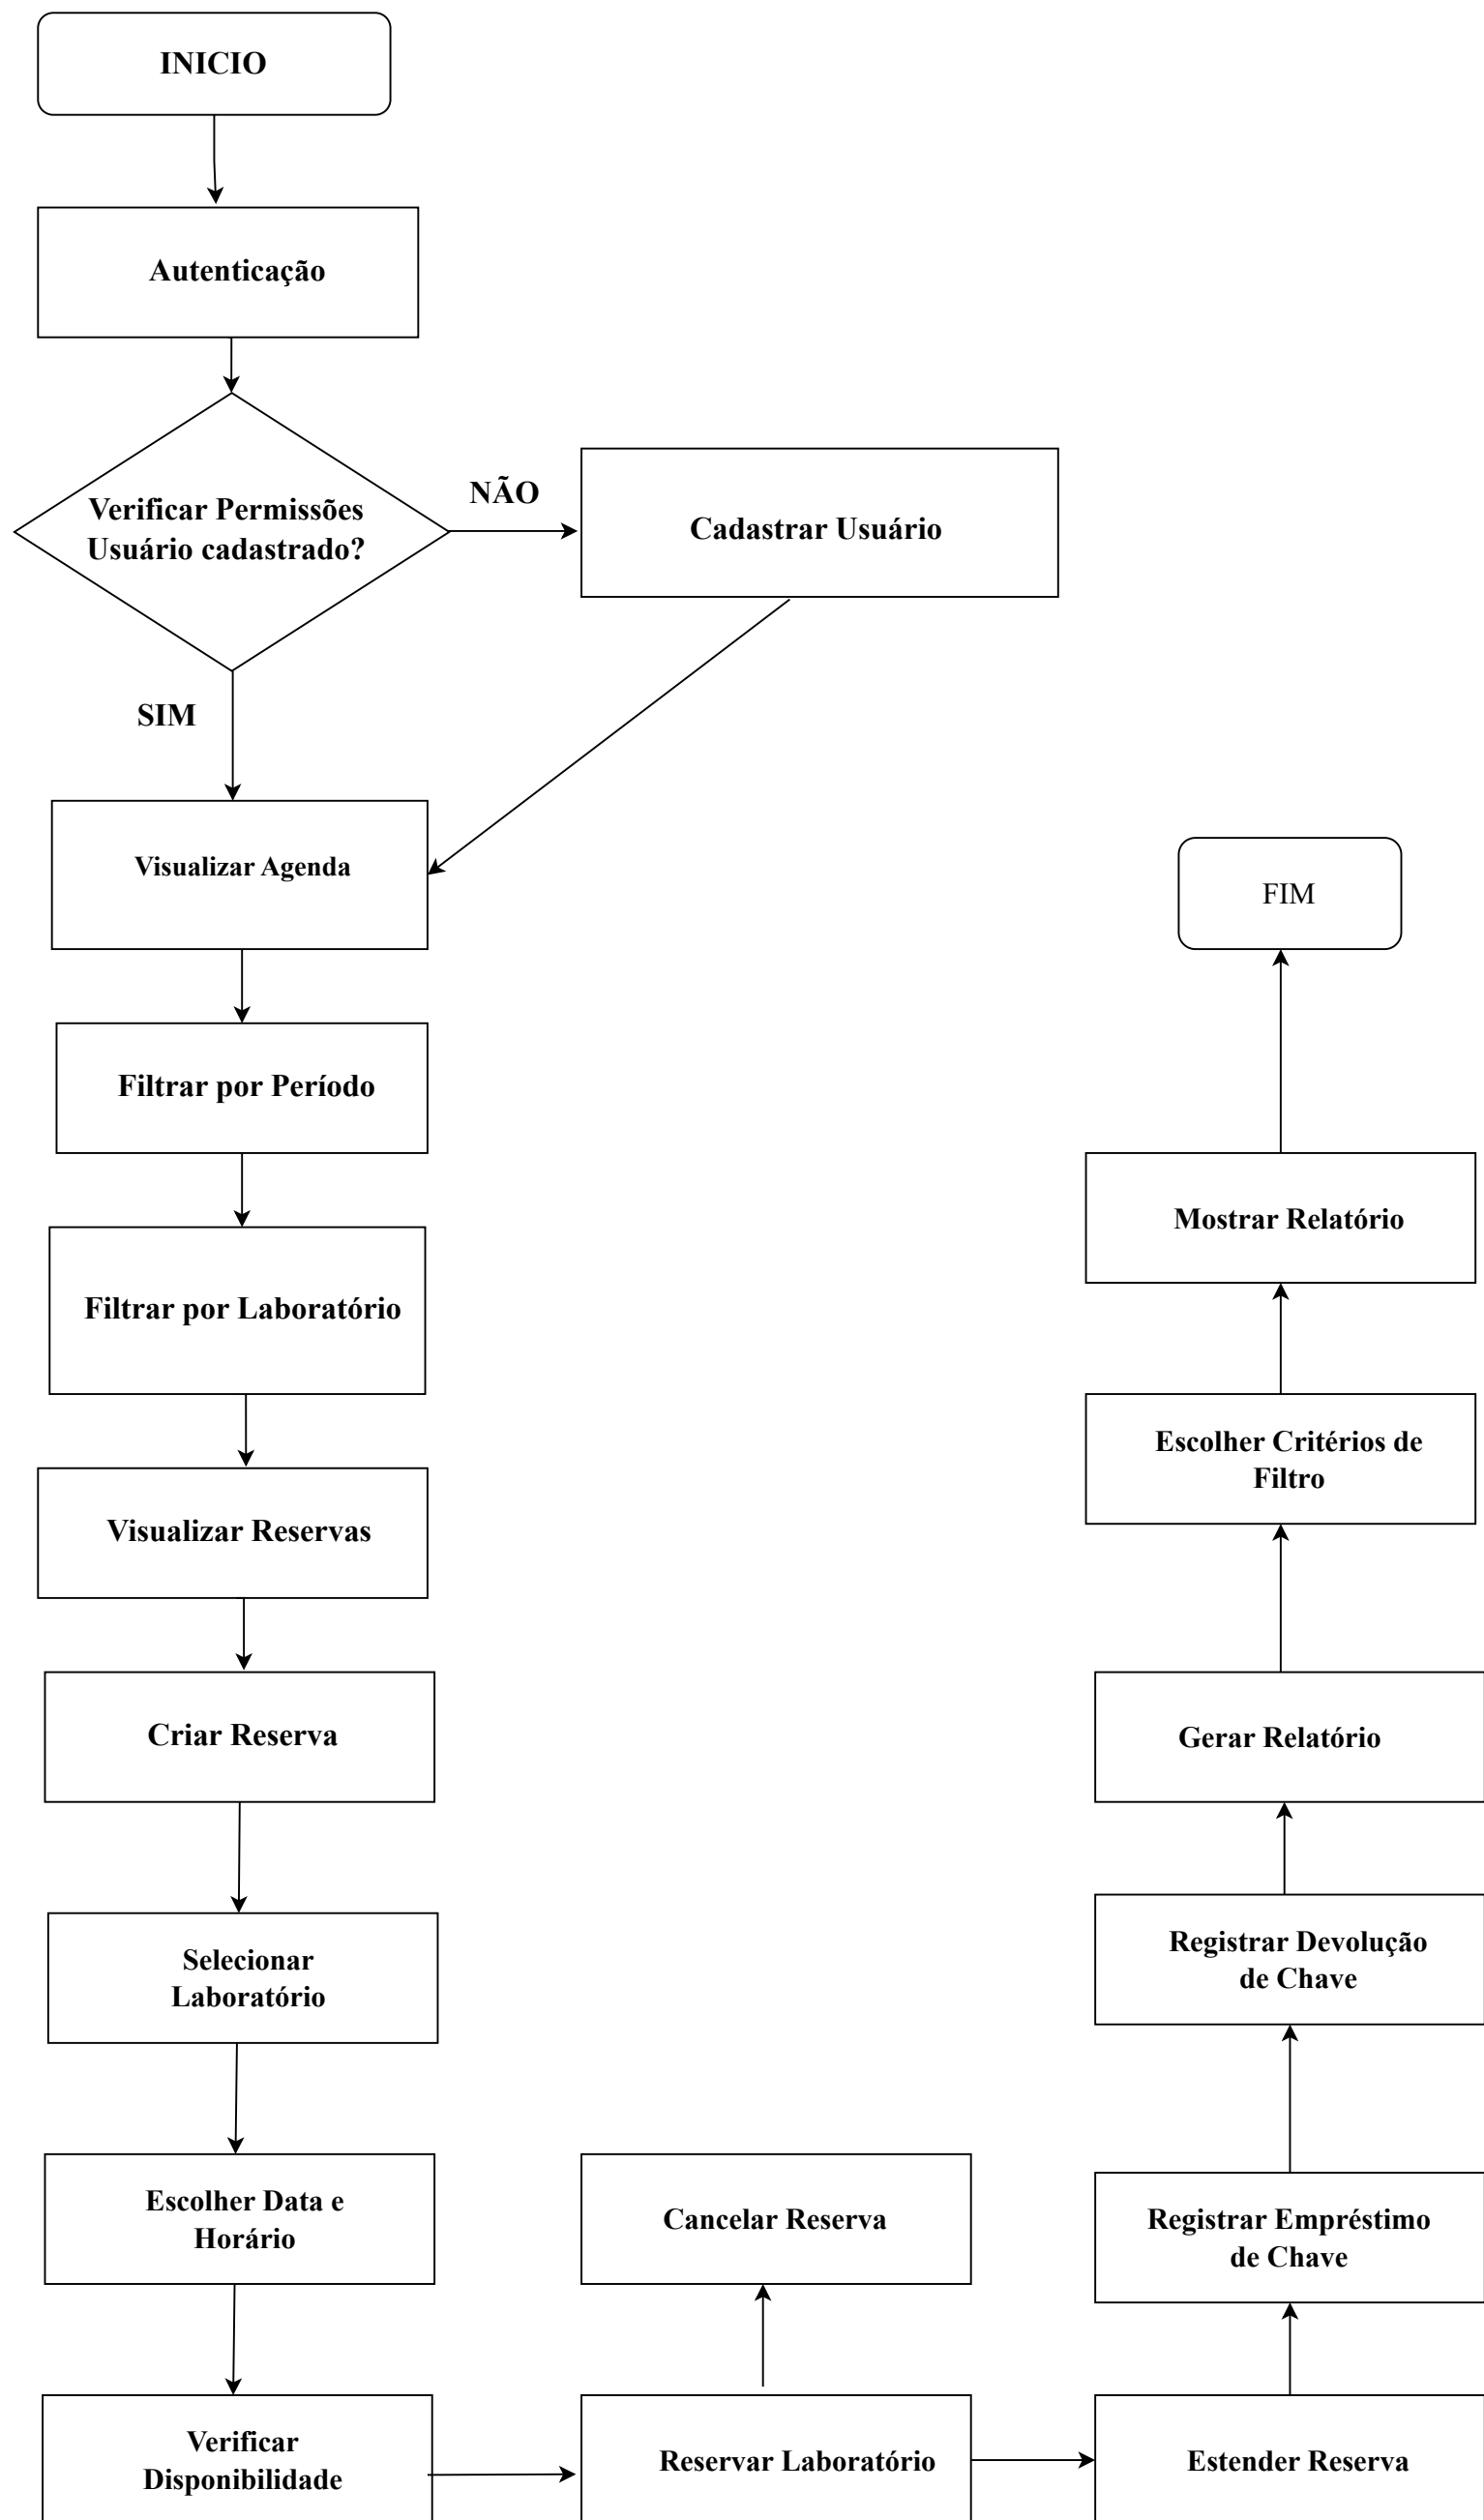 INICIO
Autenticação
Verificar Permissões
Usuário cadastrado?
NÃO
Cadastrar Usuário
SIM
Visualizar Agenda
Filtrar por Período
Filtrar por Laboratório
Visualizar Reservas
Criar Reserva
Selecionar
Laboratório
Escolher Data e
Horário
Verificar
Disponibilidade
Reservar Laboratório
Cancelar Reserva
Estender Reserva
Registrar Empréstimo
de Chave
Registrar Devolução
de Chave
Gerar Relatório
Escolher Critérios de
Filtro
Mostrar Relatório
FIM